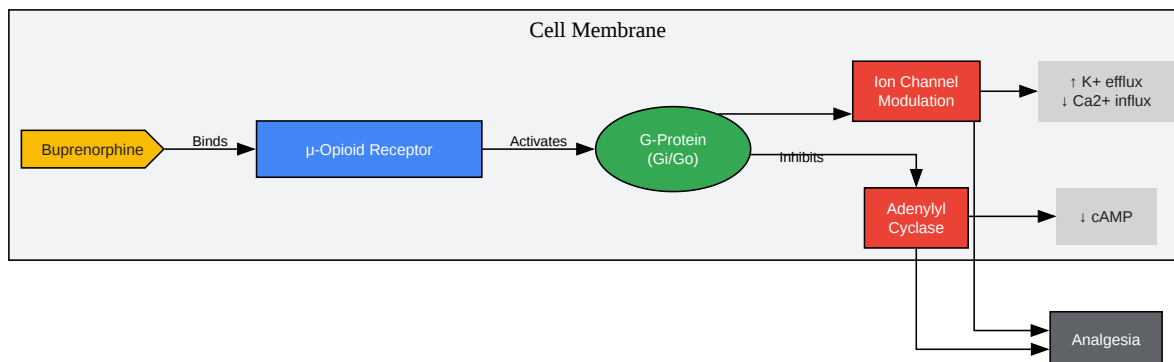 Cell Membrane
Buprenorphine
Binds
μ-Opioid Receptor
Activates
G-Protein
(Gi/Go)
Inhibits
Ion Channel
Modulation
↑ K+ efflux
↓ Ca2+ influx
Adenylyl
Cyclase
↓ cAMP
Analgesia